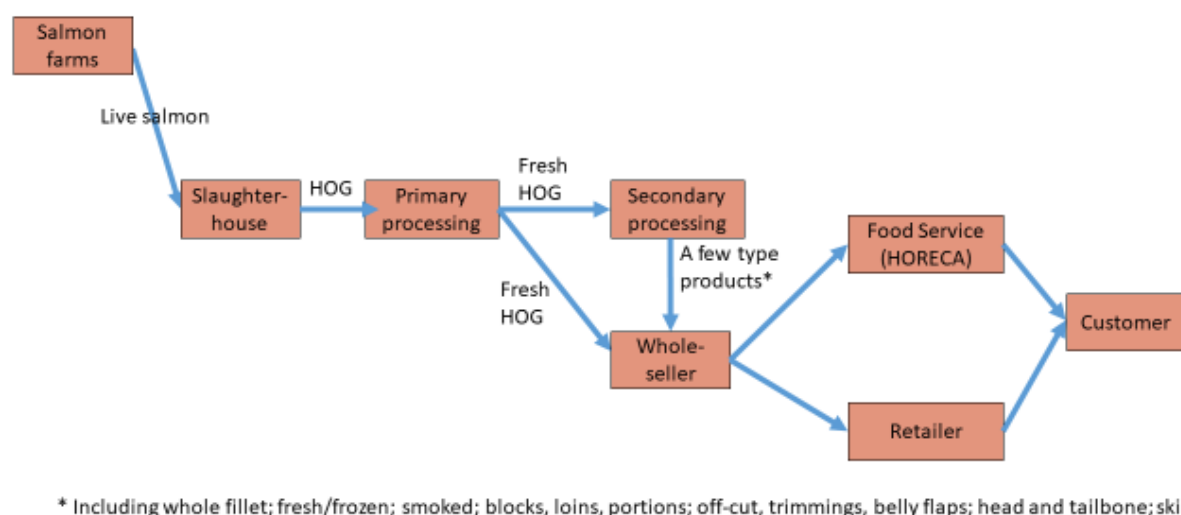 Salmon
farms
Live salmon
Slaughter-
house
HOG
Primary
processing
Fresh
HOG
Secondary
processing
A few type
products*
Fresh
HOG
Whole-
seller
Food Service
(HORECA)
Retailer
Customer
* Including whole fillet; fresh/frozen; smoked; blocks, loins, portions; off-cut, trimmings, belly flaps; head and tailbone;